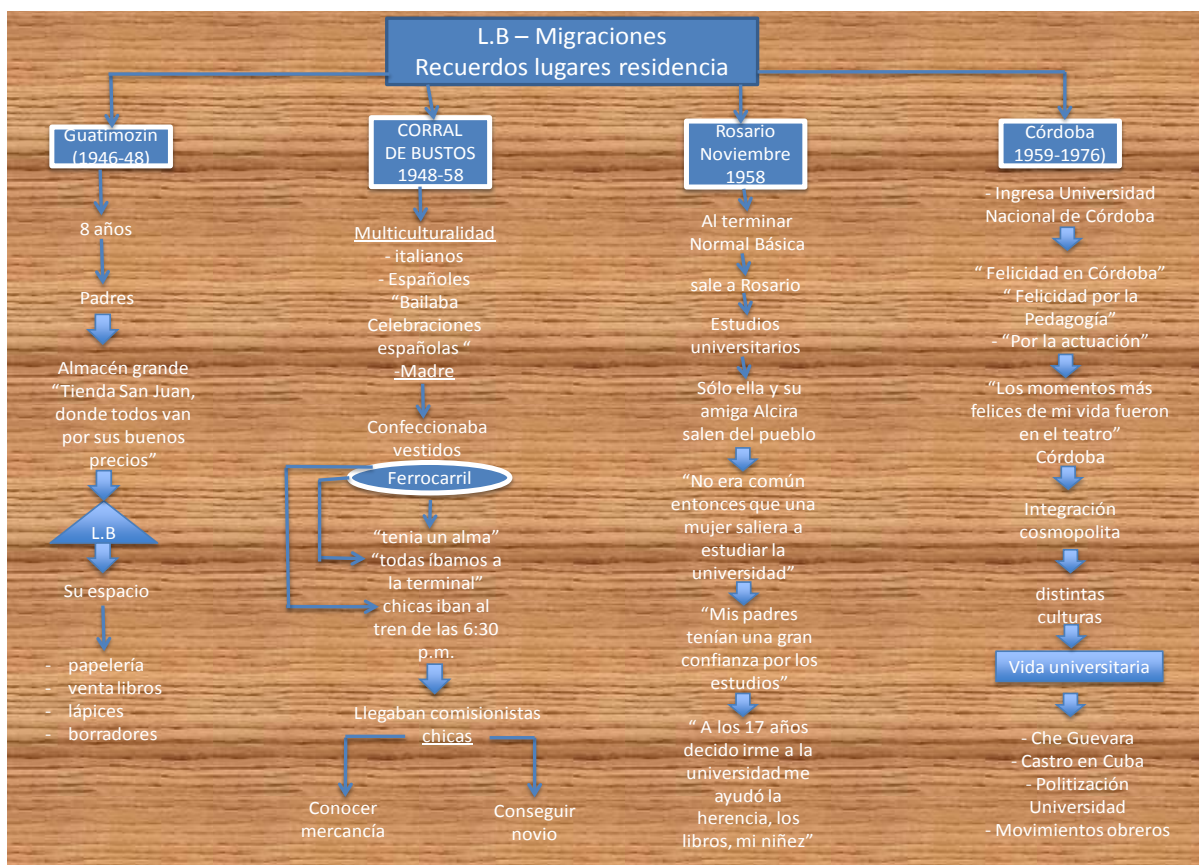 L.B – Migraciones
Recuerdos lugares residencia
Guatimozin
(1946-48)
8 años
Padres
Almacén grande
“Tienda San Juan,
donde todos van
por sus buenos
precios”
L.B
Su espacio
- papelería
- venta libros
- lápices
- borradores
CORRAL
DE BUSTOS
1948-58
Multiculturalidad
- italianos
- Españoles
“Bailaba
Celebraciones
españolas “
-Madre
Confeccionaba
vestidos
Ferrocarril
“tenia un alma”
“todas íbamos a
la terminal”
chicas iban al
tren de las 6:30
p.m.
Llegaban comisionistas
chicas
Conocer
mercancía
Conseguir
novio
Rosario
Noviembre
1958
Al terminar
Normal Básica
sale a Rosario
Estudios
universitarios
Sólo ella y su
amiga Alcira
salen del pueblo
“No era común
entonces que una
mujer saliera a
estudiar la
universidad”
“Mis padres
tenían una gran
confianza por los
estudios”
“ A los 17 años
decido irme a la
universidad me
ayudó la
herencia, los
libros, mi niñez”
Córdoba
1959-1976)
- Ingresa Universidad
Nacional de Córdoba
“ Felicidad en Córdoba”
“ Felicidad por la
Pedagogía”
- “Por la actuación”
“Los momentos más
felices de mi vida fueron
en el teatro”
Córdoba
Integración
cosmopolita
distintas
culturas
Vida universitaria
- Che Guevara
- Castro en Cuba
- Politización
Universidad
- Movimientos obreros